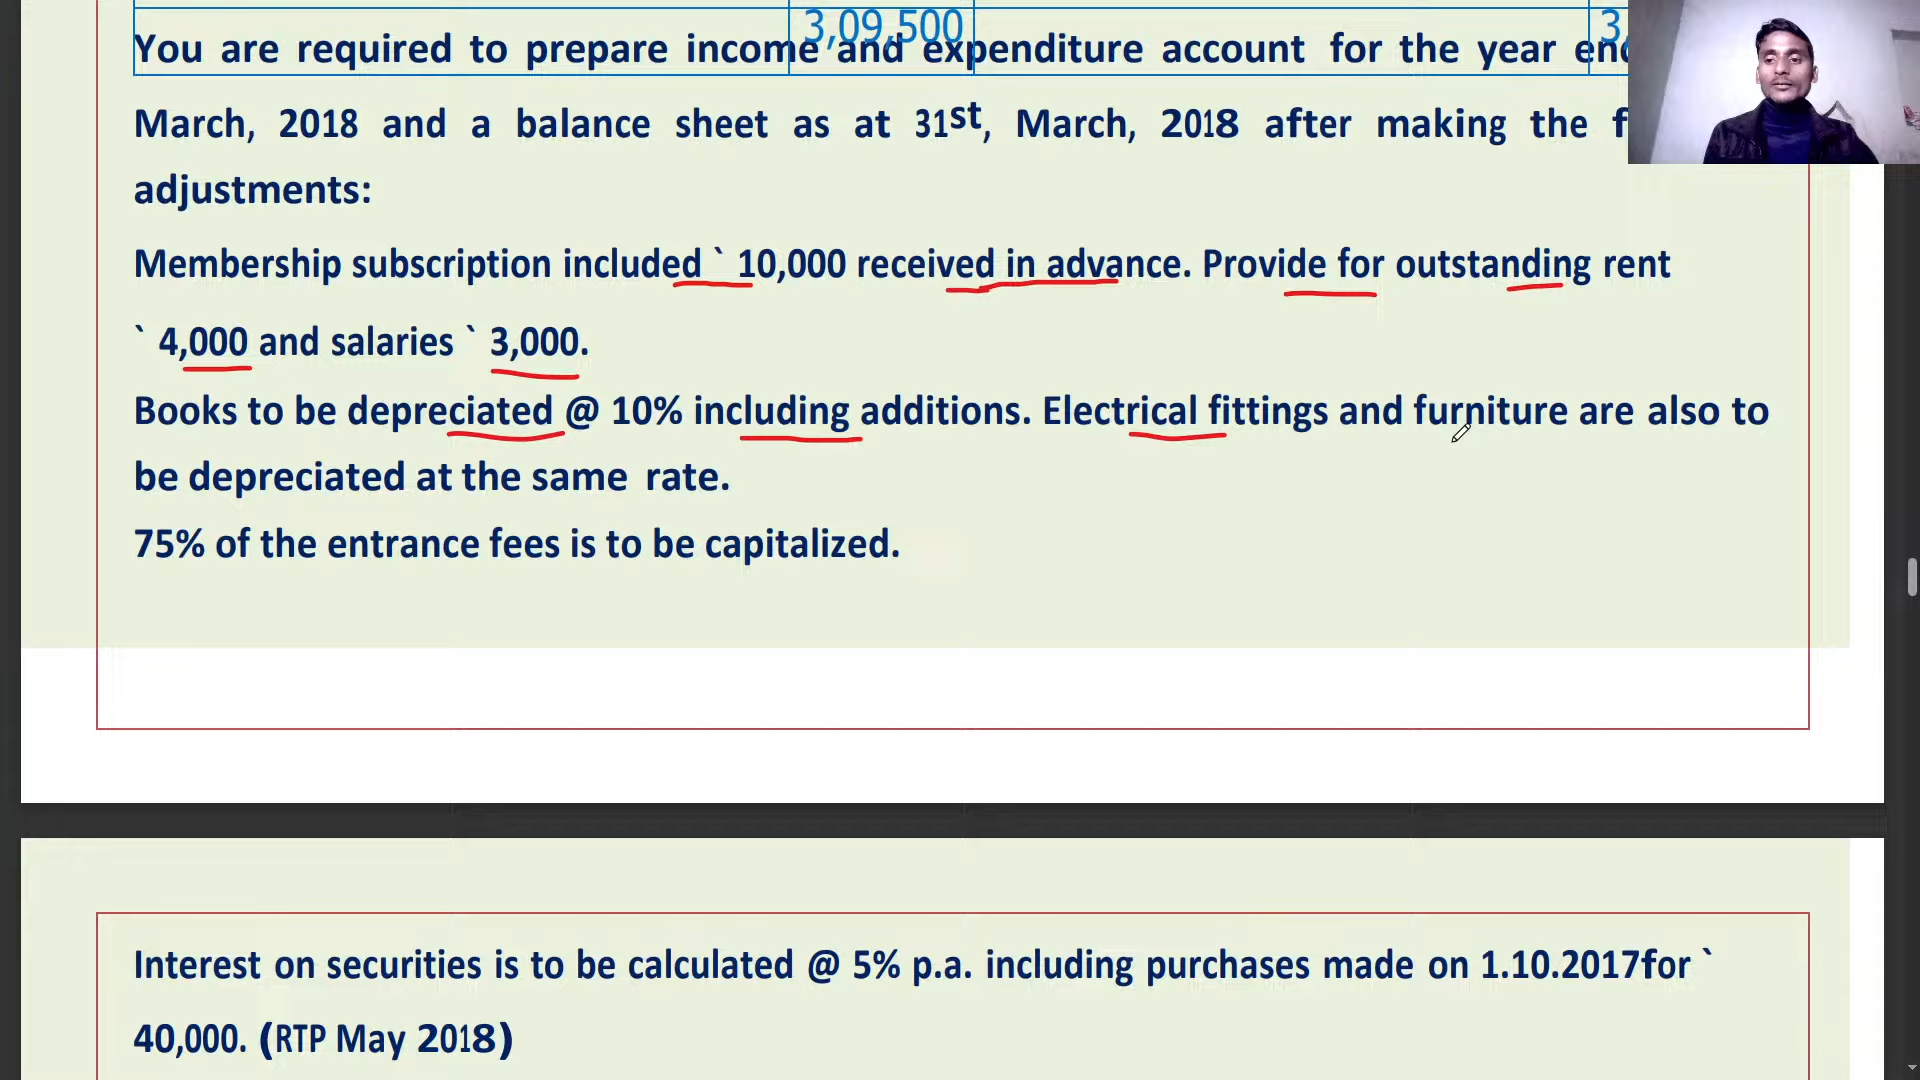 3,09,500 3,
You are required to prepare income and expenditure account for the year
March, 2018 and a balance sheet as at 31st, March, 2018 after making the
adjustments:
Membership subscription included ` 10,000 received in advance. Provide for outstanding rent
` 4,000 and salaries ` 3,000.
Books to be depreciated @ 10% including additions. Electrical fittings and furniture are also to
be depreciated at the same rate.
75% of the entrance fees is to be capitalized.
Interest on securities is to be calculated @ 5% p.a. including purchases made on 1.10.2017for `
40,000. (RTP May 2018)